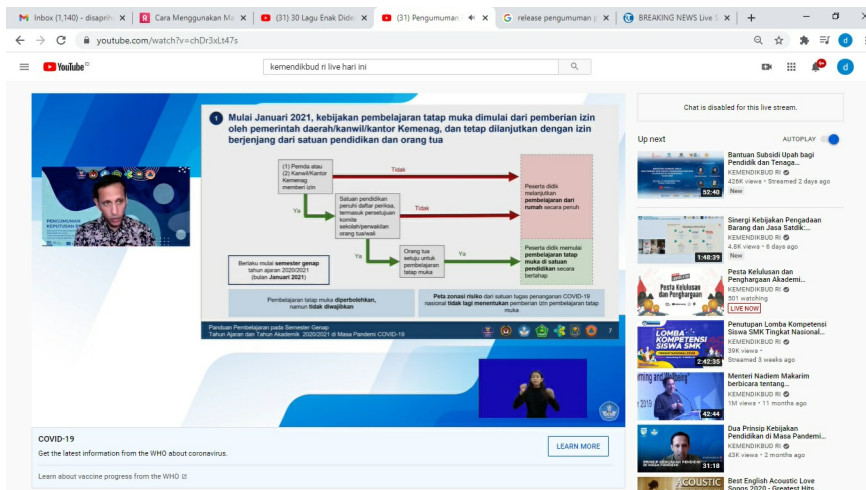 Inbox (1,140) - disaprih
Cara Menggunakan Ma
(31) 30 Lagu Enak Dide
(31) Pengumuman
release pengumuman p
BREAKING NEWS Live S
youtube.com/watch?v=chDr3xLt47s
YouTube ID
kemendikbud ri live hari ini
9+
d
1 Mulai Januari 2021, kebijakan pembelajaran tatap muka dimulai dari pemberian izin
oleh pemerintah daerah/kanwil/kantor Kemenag, dan tetap dilanjutkan dengan izin
berjenjang dari satuan pendidikan dan orang tua
(1) Pemda atau
(2) Kanwil/Kantor
Kemenag
memberi izin
Tidak
Ya
Satuan pendidikan
penuhi daftar periksa,
termasuk persetujuan
komite
sekolah/perwakilan
orang tua/wali
Tidak
Ya
Orang tua
setuju untuk
pembelajaran
tatap muka
Ya
Peserta didik
melanjutkan
pembelajaran dari
rumah secara penuh
Peserta didik memulai
pembelajaran tatap
muka di satuan
pendidikan secara
bertahap
Berlaku mulai semester genap
tahun ajaran 2020/2021
(bulan Januari 2021)
Pembelajaran tatap muka diperbolehkan,
namun tidak diwajibkan
Peta zonasi risiko dari satuan tugas penanganan COVID-19
nasional tidak lagi menentukan pemberian izin pembelajaran tatap
muka
Panduan Pembelajaran pada Semester Genap
Tahun Ajaran dan Tahun Akademik 2020/2021 di Masa Pandemi COVID-19
7
PENGUMUMAN
KEPUTUSAN
COVID-19
Get the latest information from the WHO about coronavirus.
LEARN MORE
Learn about vaccine progress from the WHO
Chat is disabled for this live stream.
Up next
AUTOPLAY
Bantuan Subsidi Upah bagi
Pendidik dan Tenaga...
KEMENDIKBUD RI
426K views • Streamed 2 days ago
New
52:40
Sinergi Kebijakan Pengadaan
Barang dan Jasa Satdik:...
KEMENDIKBUD RI
4.8K views • 6 days ago
New
1:48:39
Pesta Kelulusan
dan Penghargaan
Pesta Kelulusan dan
Penghargaan Akademi...
KEMENDIKBUD RI
501 watching
LIVE NOW
LOMBA
KOMPETENSI
SISWA SMK
2:42:35
Penutupan Lomba Kompetensi
Siswa SMK Tingkat Nasional...
KEMENDIKBUD RI
39K views •
Streamed 3 weeks ago
42:44
Menteri Nadiem Makarim
berbicara tentang...
KEMENDIKBUD RI
1M views • 11 months ago
31:18
Dua Prinsip Kebijakan
Pendidikan di Masa Pandemi...
KEMENDIKBUD RI
43K views • 2 months ago
ACOUSTIC
Best English Acoustic Love
Songs 2020 - Greatest Hits